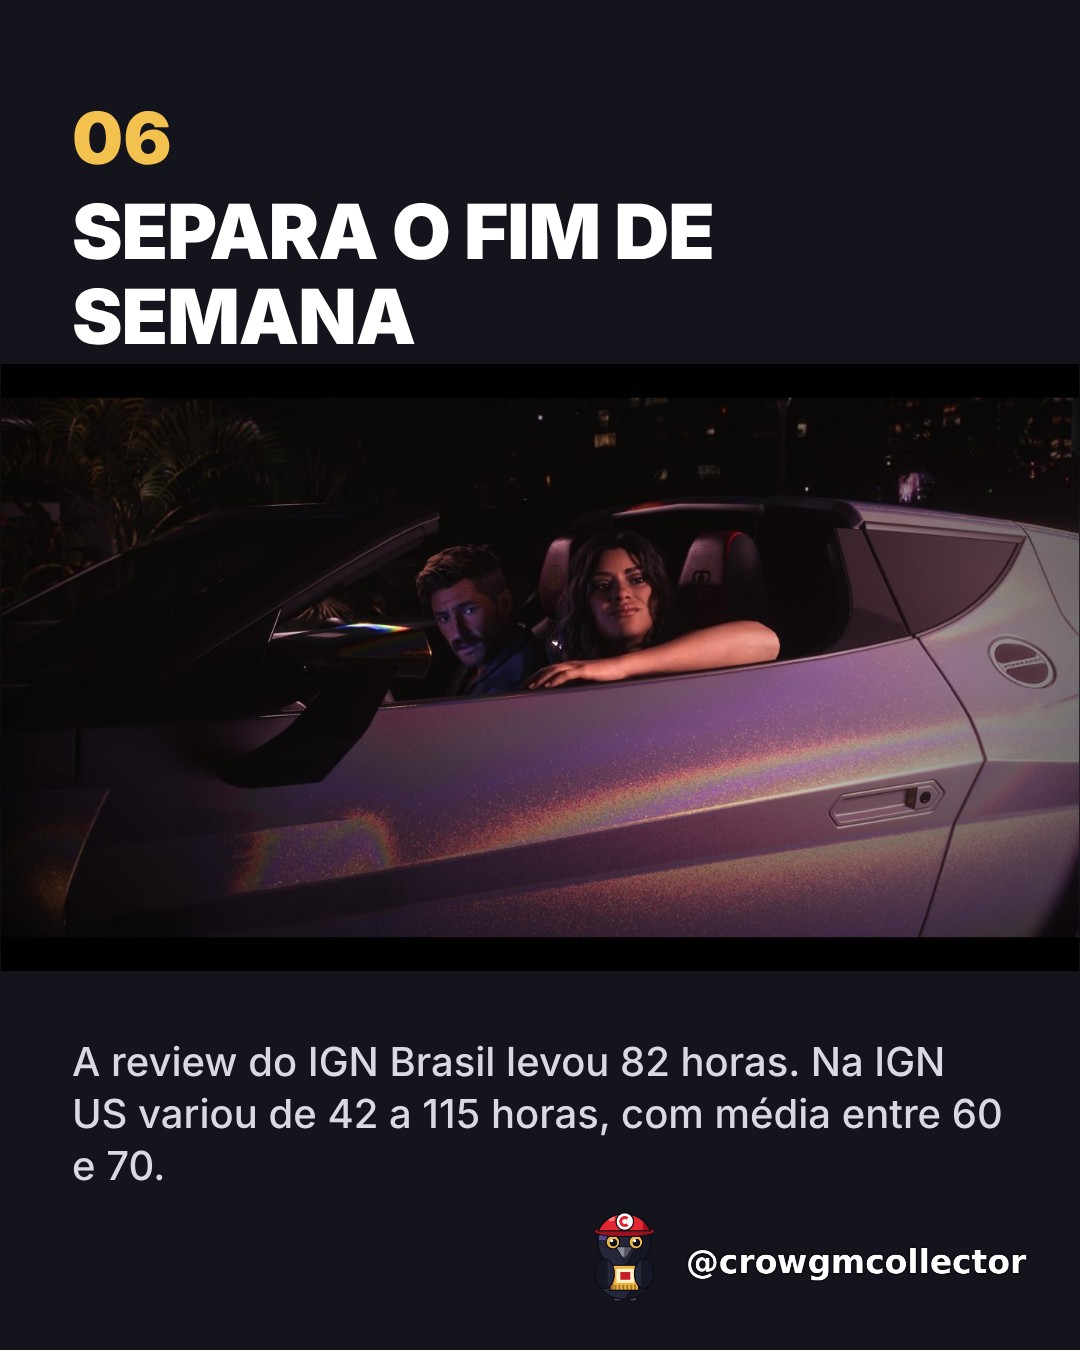 06
SEPARA O FIM DE
SEMANA
A review do IGN Brasil levou 82 horas. Na IGN
US variou de 42 a 115 horas, com média entre 60
e 70.
C
@crowgmcollector